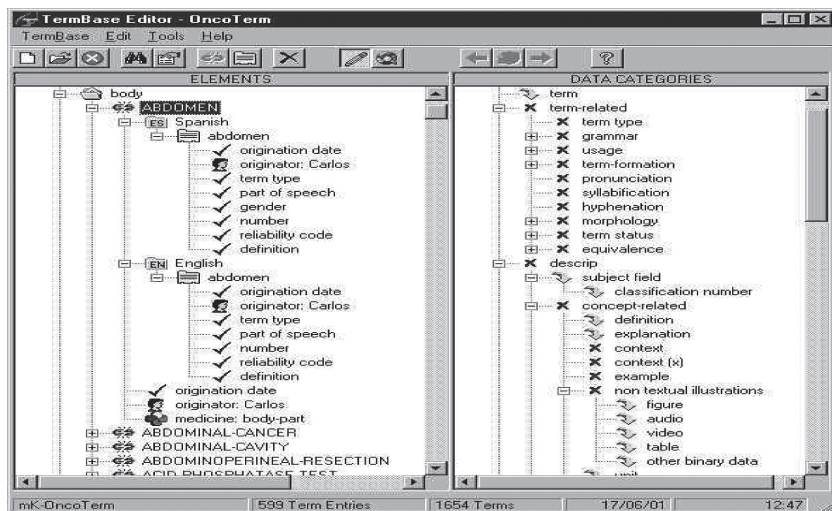 TermBase Editor - OncoTerm
TermBase Edit Tools Help
ELEMENTS
body
ABDOMEN
ES Spanish
abdomen
origination date
originator: Carlos
term type
part of speech
gender
number
reliability code
definition
EN English
abdomen
origination date
originator: Carlos
term type
part of speech
number
reliability code
definition
origination date
originator: Carlos
medicine: body-part
ABDOMINAL-CANCER
ABDOMINAL-CAVITY
ABDOMINOPERINEAL-RESECTION
ACID-PHOSPHATASE-TEST
DATA CATEGORIES
term
term-related
term type
grammar
usage
term-formation
pronunciation
syllabification
hyphenation
morphology
term status
equivalence
descrip
subject field
classification number
concept-related
definition
explanation
context
context (x)
example
non textual illustrations
figure
audio
video
table
other binary data
unit
mK-OncoTerm 599 Term Entries 1654 Terms 17/06/01 12:47